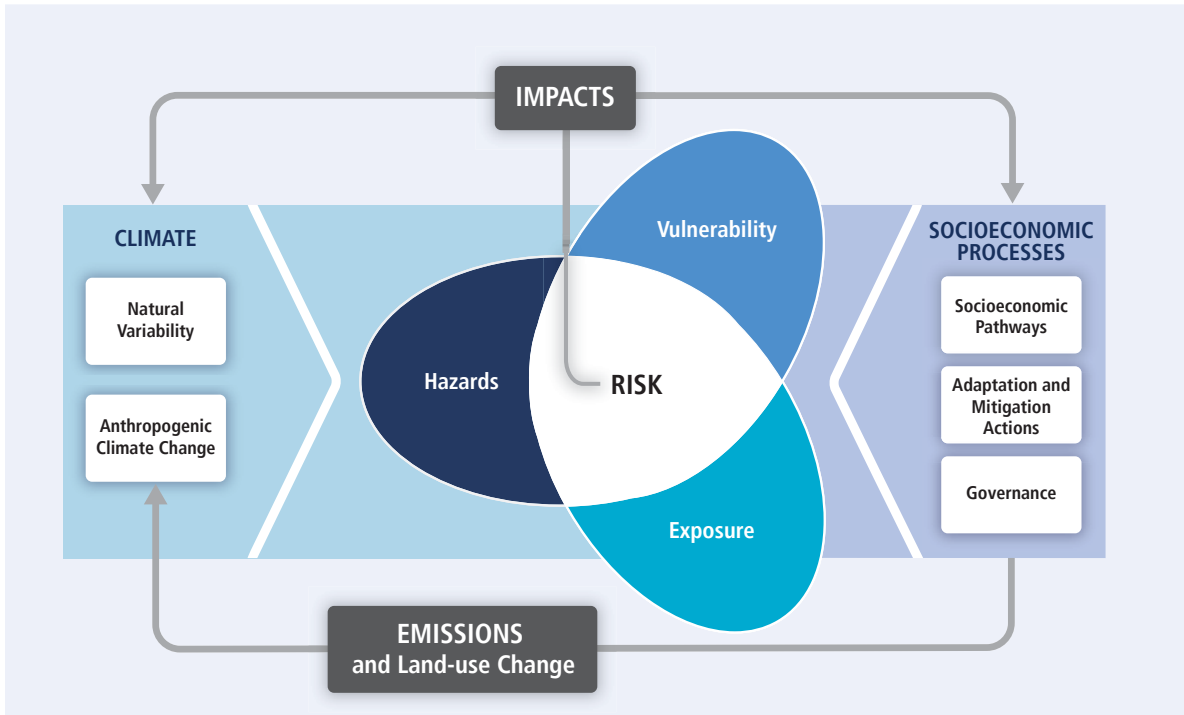 IMPACTS
CLIMATE
Natural
Variability
Anthropogenic
Climate Change
Vulnerability
Hazards
RISK
Exposure
SOCIOECONOMIC
PROCESSES
Socioeconomic
Pathways
Adaptation and
Mitigation
Actions
Governance
EMISSIONS
and Land-use Change